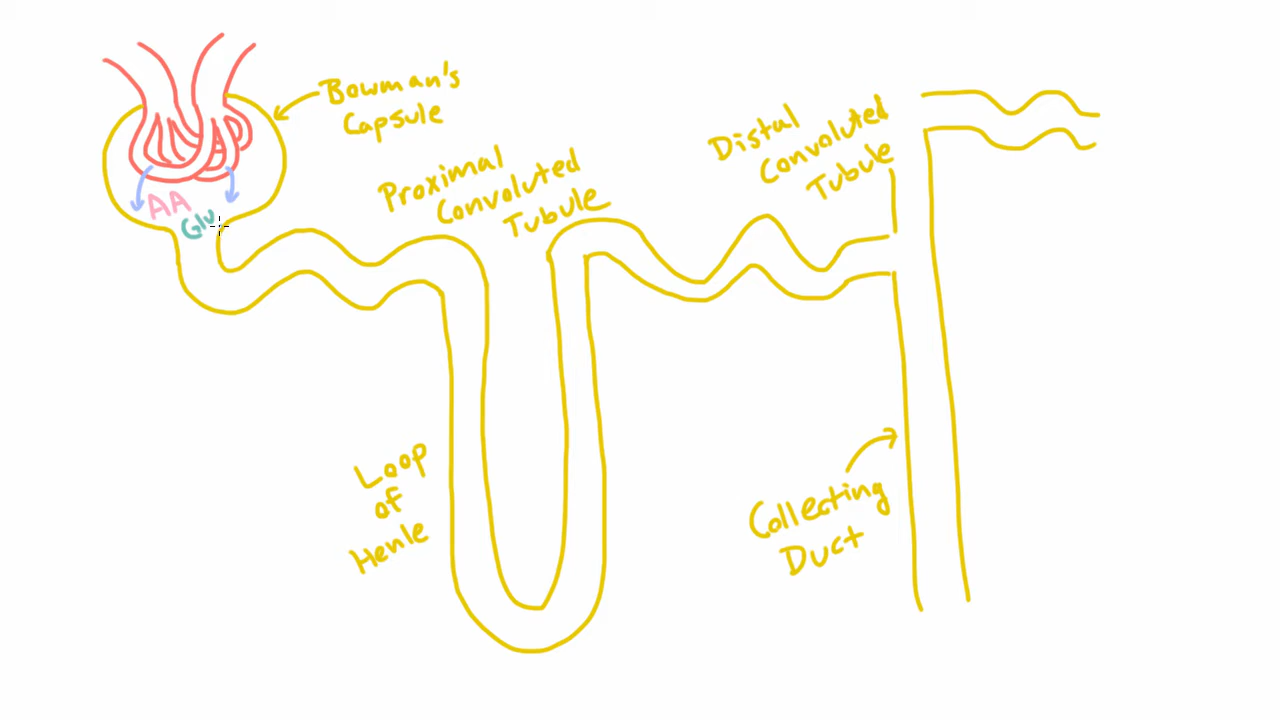 Bowman's
Capsule
AA
Glu
Proximal
Convoluted
Tubule
Distal
Convoluted
Tubule
Loop
of
Henle
Collecting
Duct